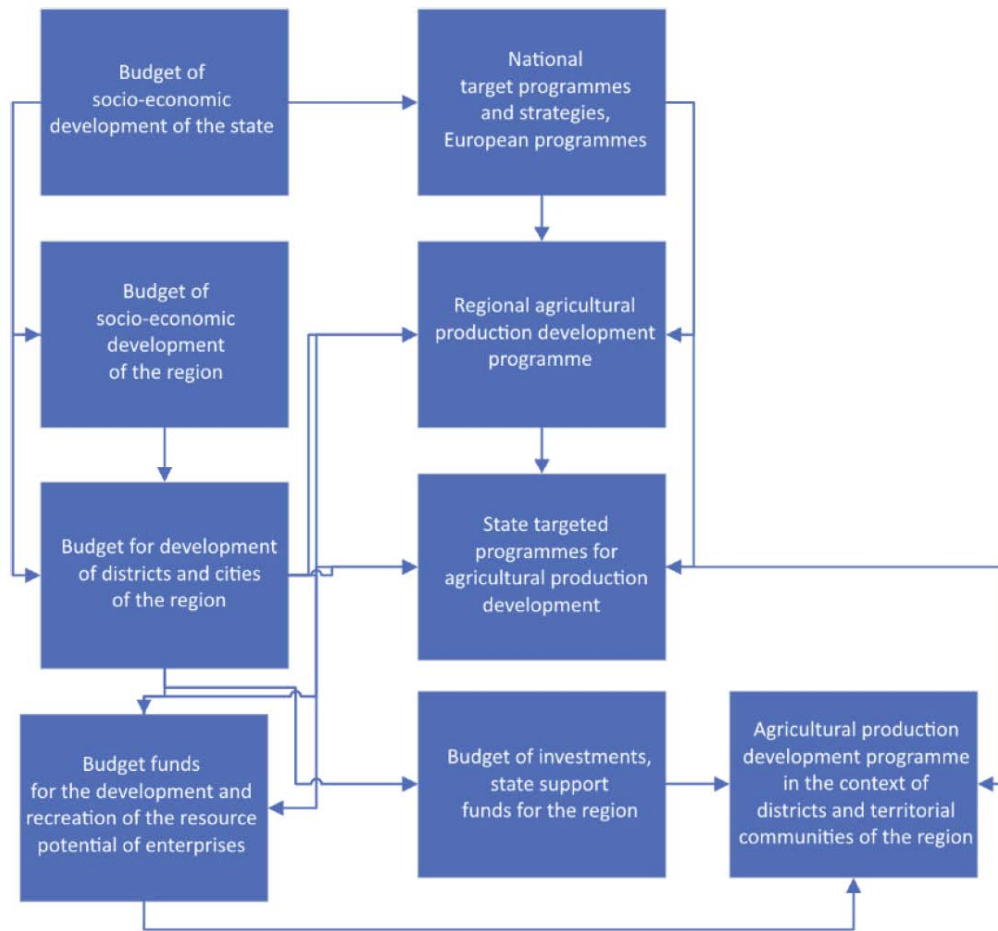 Budget of
socio-economic
development of the state
National
target programmes
and strategies,
European programmes
Budget of
socio-economic
development
of the region
Regional agricultural
production development
programme
Budget for development
of districts and cities
of the region
State targeted
programmes for
agricultural production
development
Budget funds
for the development and
recreation of the resource
potential of enterprises
Budget of investments,
state support
funds for the region
Agricultural production
development programme
in the context of
districts and territorial
communities of the region